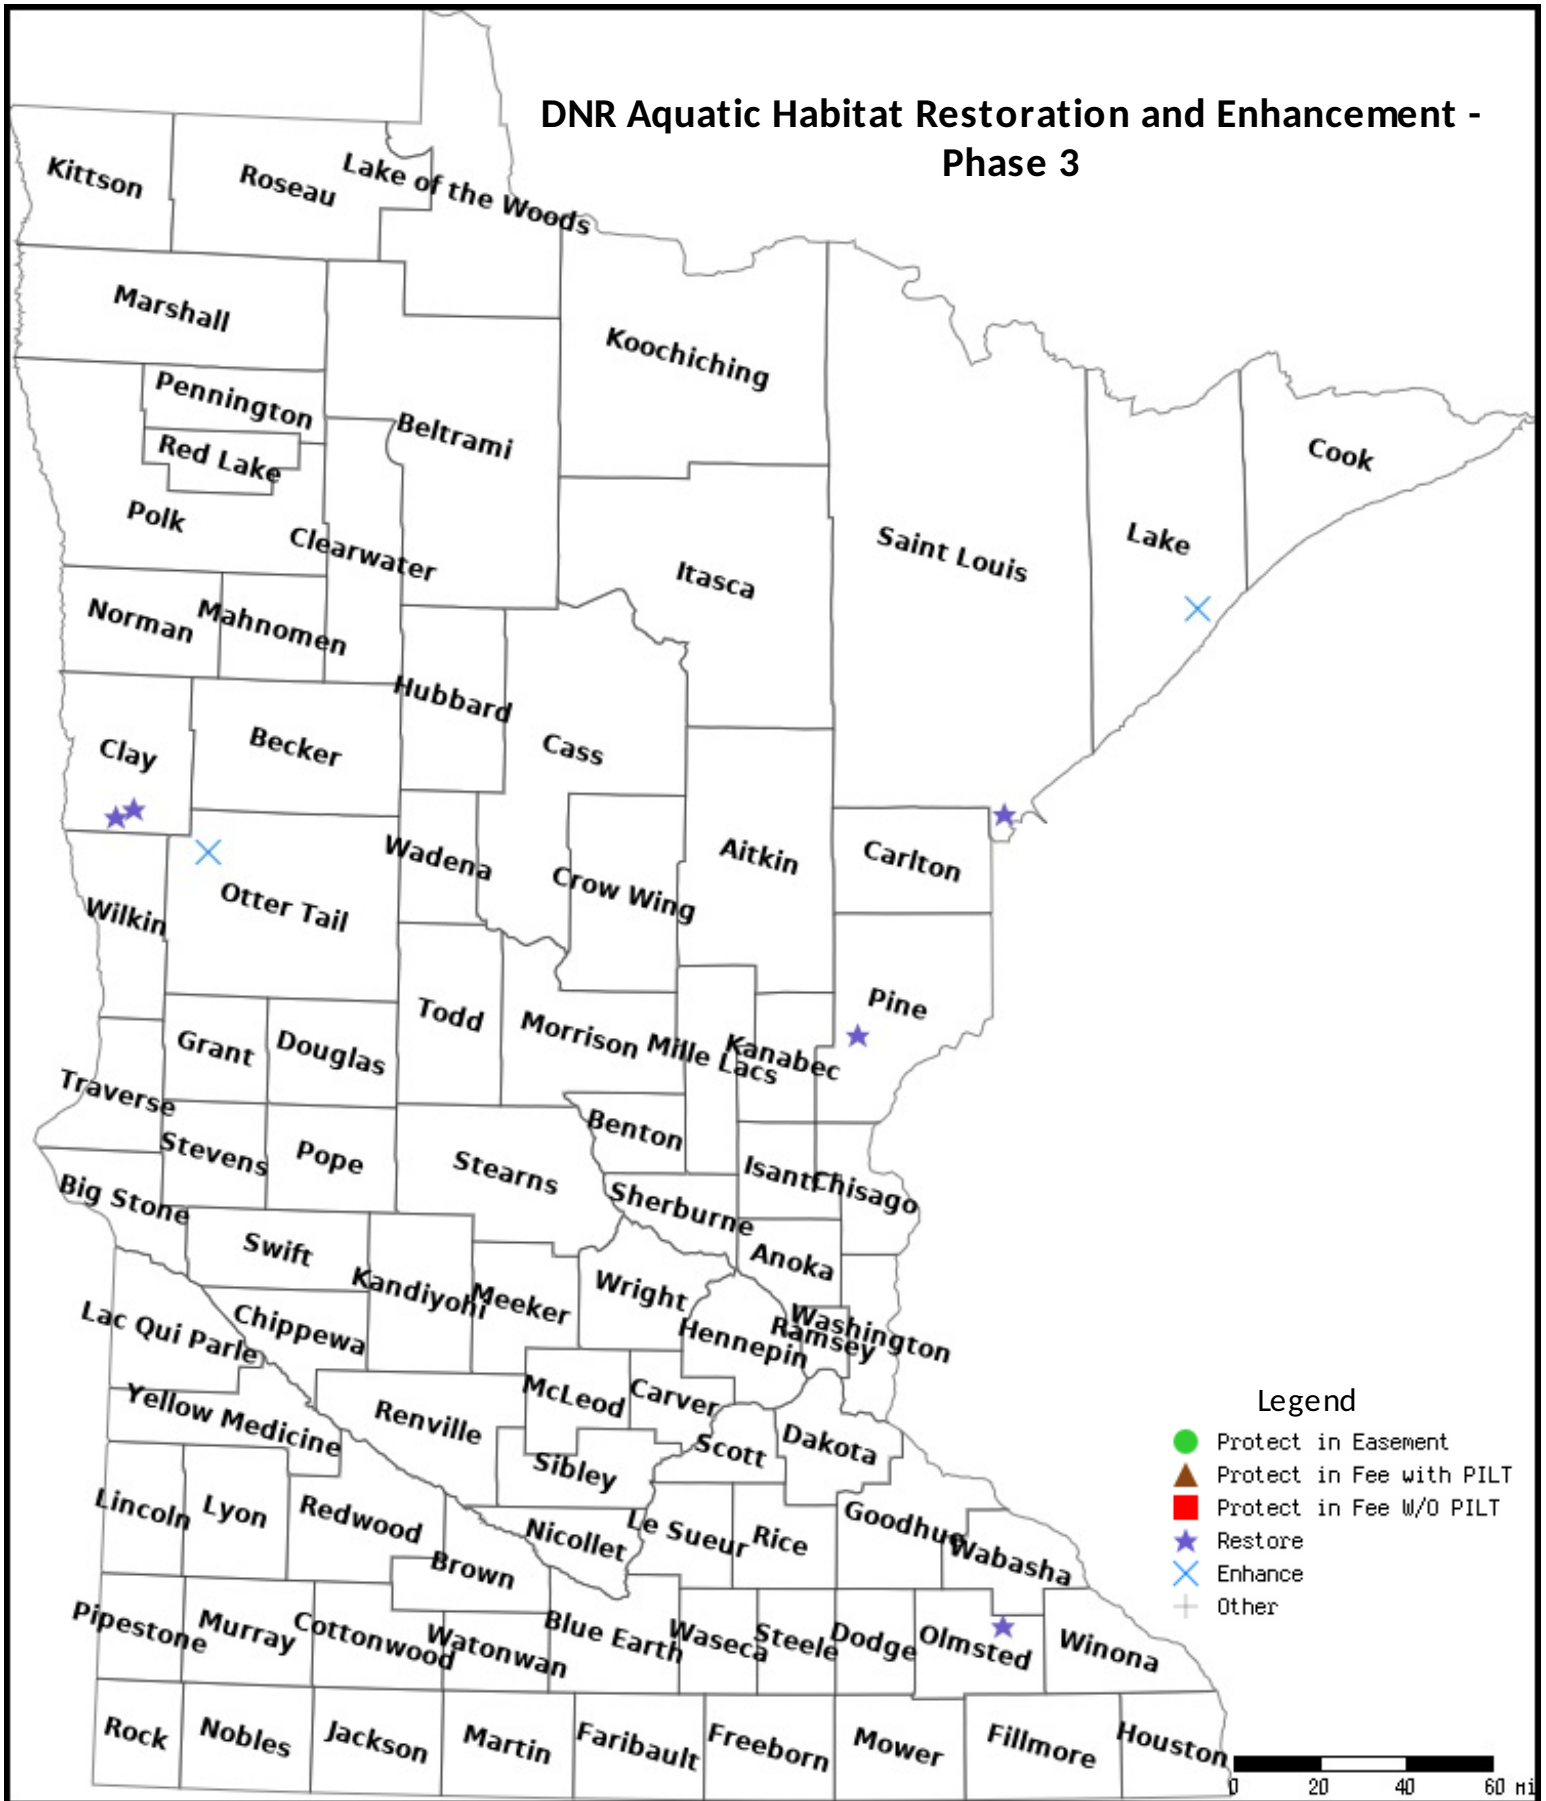 DNR Aquatic Habitat Restoration and Enhancement -
Phase 3
Kittson
Roseau
Lake of the Woods
Marshall
Koochiching
Pennington
Beltrami
Red Lake
Cook
Polk
Clearwater
Saint Louis
Lake
Itasca
Norman
Mahnomen
Hubbard
Clay
Becker
Cass
Wadena
Aitkin
Carlton
Crow Wing
Otter Tail
Wilkin
Pine
Todd
Morrison
Mille Lacs
Kanabec
Grant
Douglas
Traverse
Benton
Stevens
Pope
Stearns
Isanti
Chisago
Big Stone
Sherburne
Swift
Anoka
Kandiyohi
Meeker
Wright
Washington
Ramsey
Hennepin
Lac Qui Parle
Chippewa
McLeod
Carver
Yellow Medicine
Renville
Scott
Dakota
Sibley
Lincoln
Lyon
Redwood
Nicollet
Le Sueur
Rice
Goodhue
Wabasha
Brown
Pipestone
Murray
Cottonwood
Watonwan
Blue Earth
Waseca
Steele
Dodge
Olmsted
Winona
Rock
Nobles
Jackson
Martin
Faribault
Freeborn
Mower
Fillmore
Houston
Legend
Protect in Easement
Protect in Fee with PILT
Protect in Fee W/O PILT
Restore
Enhance
Other
0 20 40 60 mi